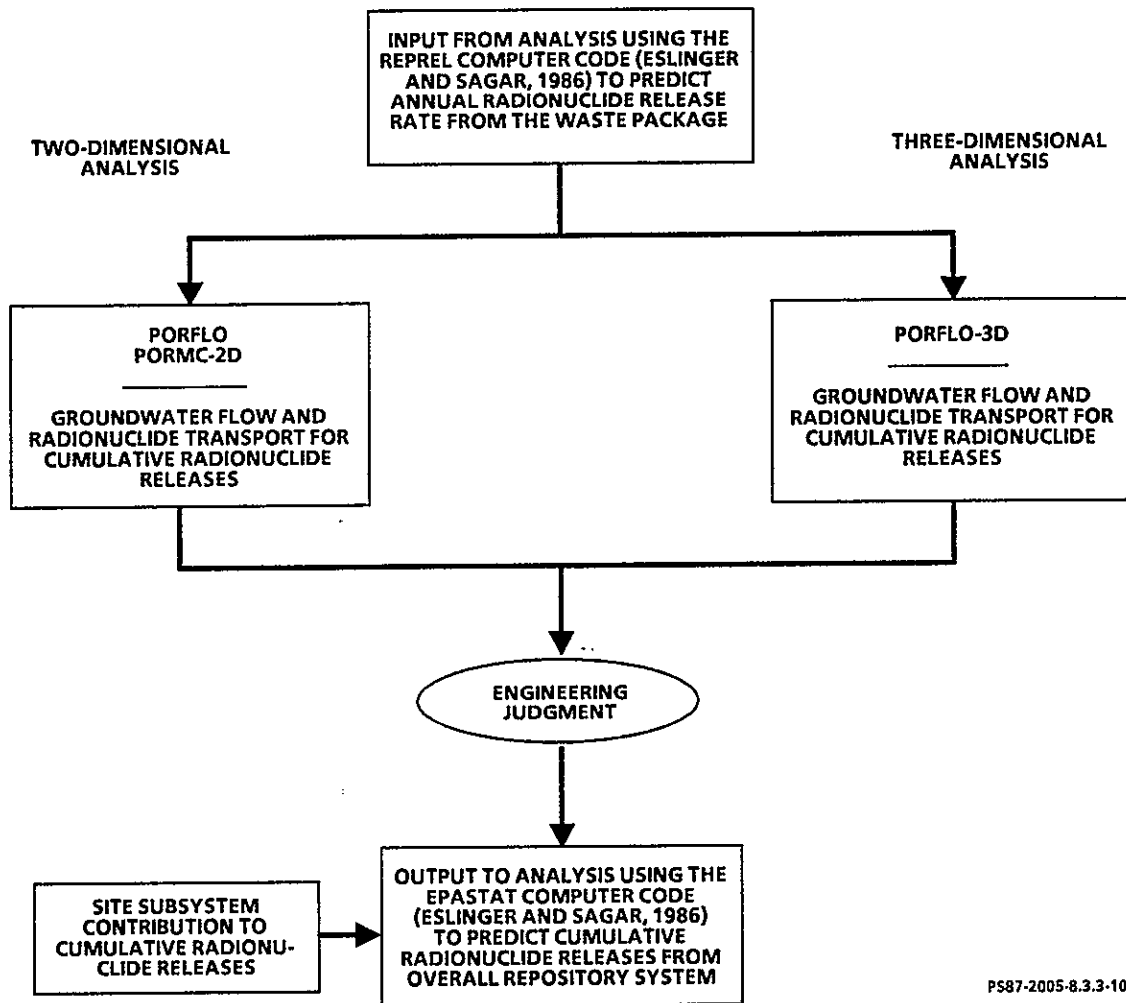 INPUT FROM ANALYSIS USING THE
REPREL COMPUTER CODE (ESLINGER
AND SAGAR, 1986) TO PREDICT
ANNUAL RADIONUCLIDE RELEASE
RATE FROM THE WASTE PACKAGE
TWO-DIMENSIONAL
ANALYSIS
THREE-DIMENSIONAL
ANALYSIS
PORFLO
PORMC-2D
GROUNDWATER FLOW AND
RADIONUCLIDE TRANSPORT FOR
CUMULATIVE RADIONUCLIDE
RELEASES
PORFLO-3D
GROUNDWATER FLOW AND
RADIONUCLIDE TRANSPORT FOR
CUMULATIVE RADIONUCLIDE
RELEASES
ENGINEERING
JUDGMENT
SITE SUBSYSTEM
CONTRIBUTION TO
CUMULATIVE RADIONU-
CLIDE RELEASES
OUTPUT TO ANALYSIS USING THE
EPASTAT COMPUTER CODE
(ESLINGER AND SAGAR, 1986)
TO PREDICT CUMULATIVE
RADIONUCLIDE RELEASES FROM
OVERALL REPOSITORY SYSTEM
PS87-2005-8.3.3-10